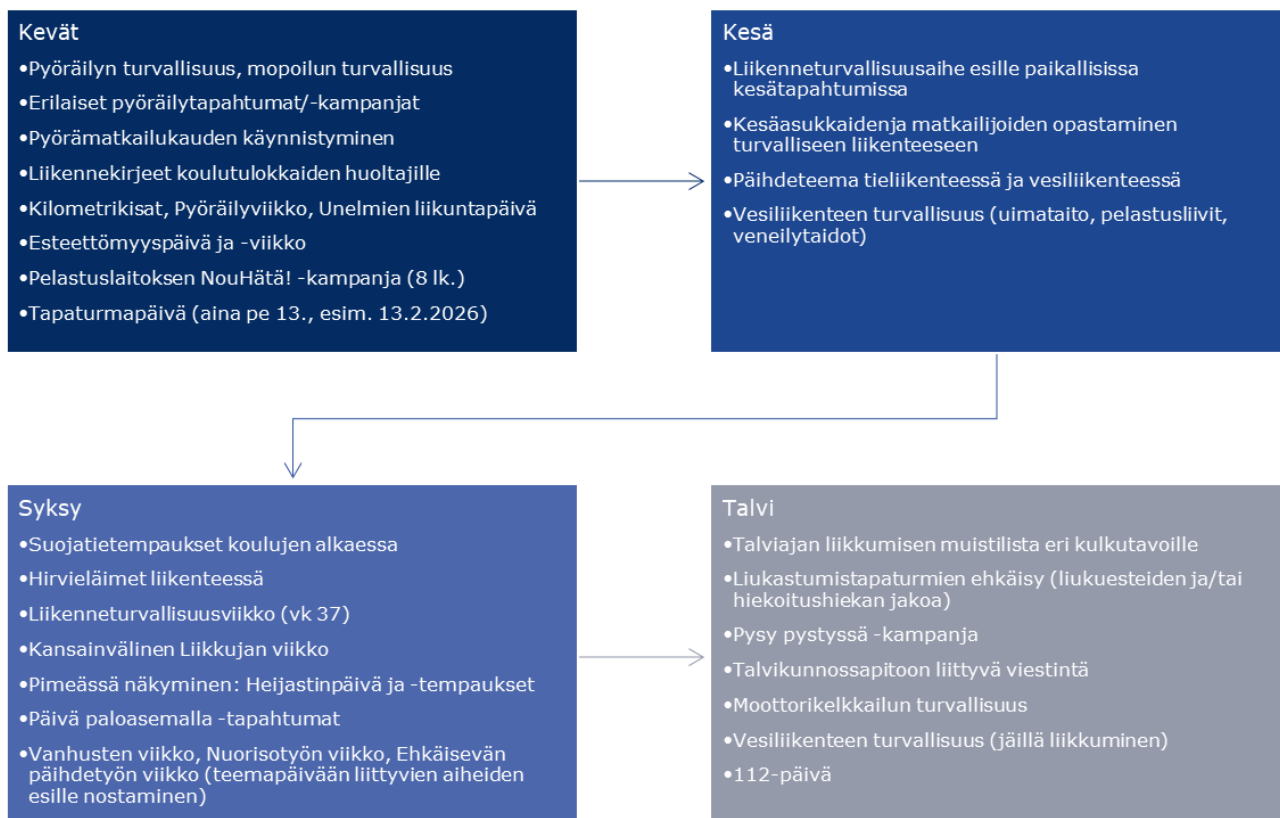 Kevät
•Pyöräilyn turvallisuus, mopoilun turvallisuus
•Erilaiset pyöräilytapahtumat/-kampanjat
•Pyörämatkailukauden käynnistyminen
•Liikennekirjeet koulutulokkaiden huoltajille
•Kilometrikisat, Pyöräilyviikko, Unelmien liikuntapäivä
•Esteettömyyspäivä ja -viikko
•Pelastuslaitoksen NouHätä! -kampanja (8 lk.)
•Tapaturmapäivä (aina pe 13., esim. 13.2.2026)
Kesä
•Liikenneturvallisuusaihe esille paikallisissa
kesätapahtumissa
•Kesäasukkaidenja matkailijoiden opastaminen
turvalliseen liikenteeseen
•Päihdeteema tieliikenteessä ja vesiliikenteessä
•Vesiliikenteen turvallisuus (uimataito, pelastusliivit,
veneilytaidot)
Syksy
•Suojatietempaukset koulujen alkaessa
•Hirvieläimet liikenteessä
•Liikenneturvallisuusviikko (vk 37)
•Kansainvälinen Liikkujan viikko
•Pimeässä näkyminen: Heijastinpäivä ja -tempaukset
•Päivä paloasemalla -tapahtumat
•Vanhusten viikko, Nuorisotyön viikko, Ehkäisevän
päihdetyön viikko (teemapäivään liittyvien aiheiden
esille nostaminen)
Talvi
•Talviajan liikkumisen muistilista eri kulkutavoille
•Liukastumistapaturmien ehkäisy (liukuesteiden ja/tai
hiekoitushiekan jakoa)
•Pysy pystyssä -kampanja
•Talvikunnossapitoon liittyvä viestintä
•Moottorikelkkailun turvallisuus
•Vesiliikenteen turvallisuus (jäillä liikkuminen)
•112-päivä